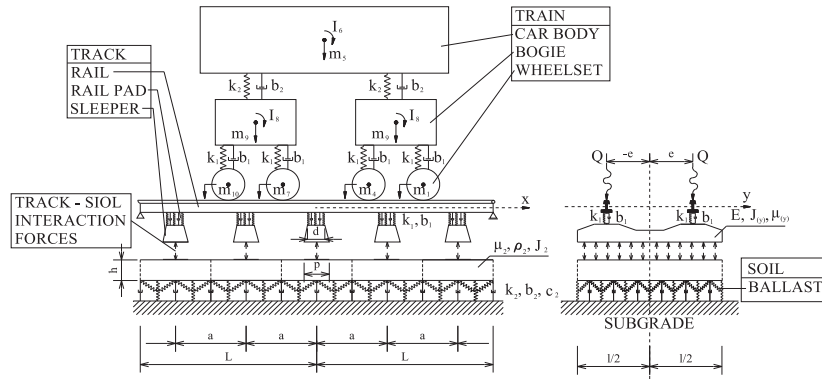 TRAIN
CAR BODY
BOGIE
WHEELSET
TRACK
RAIL
RAIL PAD
SLEEPER
I₆
m₅
k₂ b₂ k₂ b₂
I₈ I₈
m₉ m₉
k₁ b₁ k₁ b₁ k₁ b₁ k₁ b₁
m₁₀ m₇ m₄ m₁
x
TRACK - SIOL
INTERACTION
FORCES
k₁, b₁
d
h
p
μ₂, ρ₂, J₂
k₂, b₂, c₂
a a a a
L L
-e e
Q Q
y
k₁ b₁ k₁ b₁
E, J₍y₎, μ₍y₎
SOIL
BALLAST
SUBGRADE
l/2 l/2